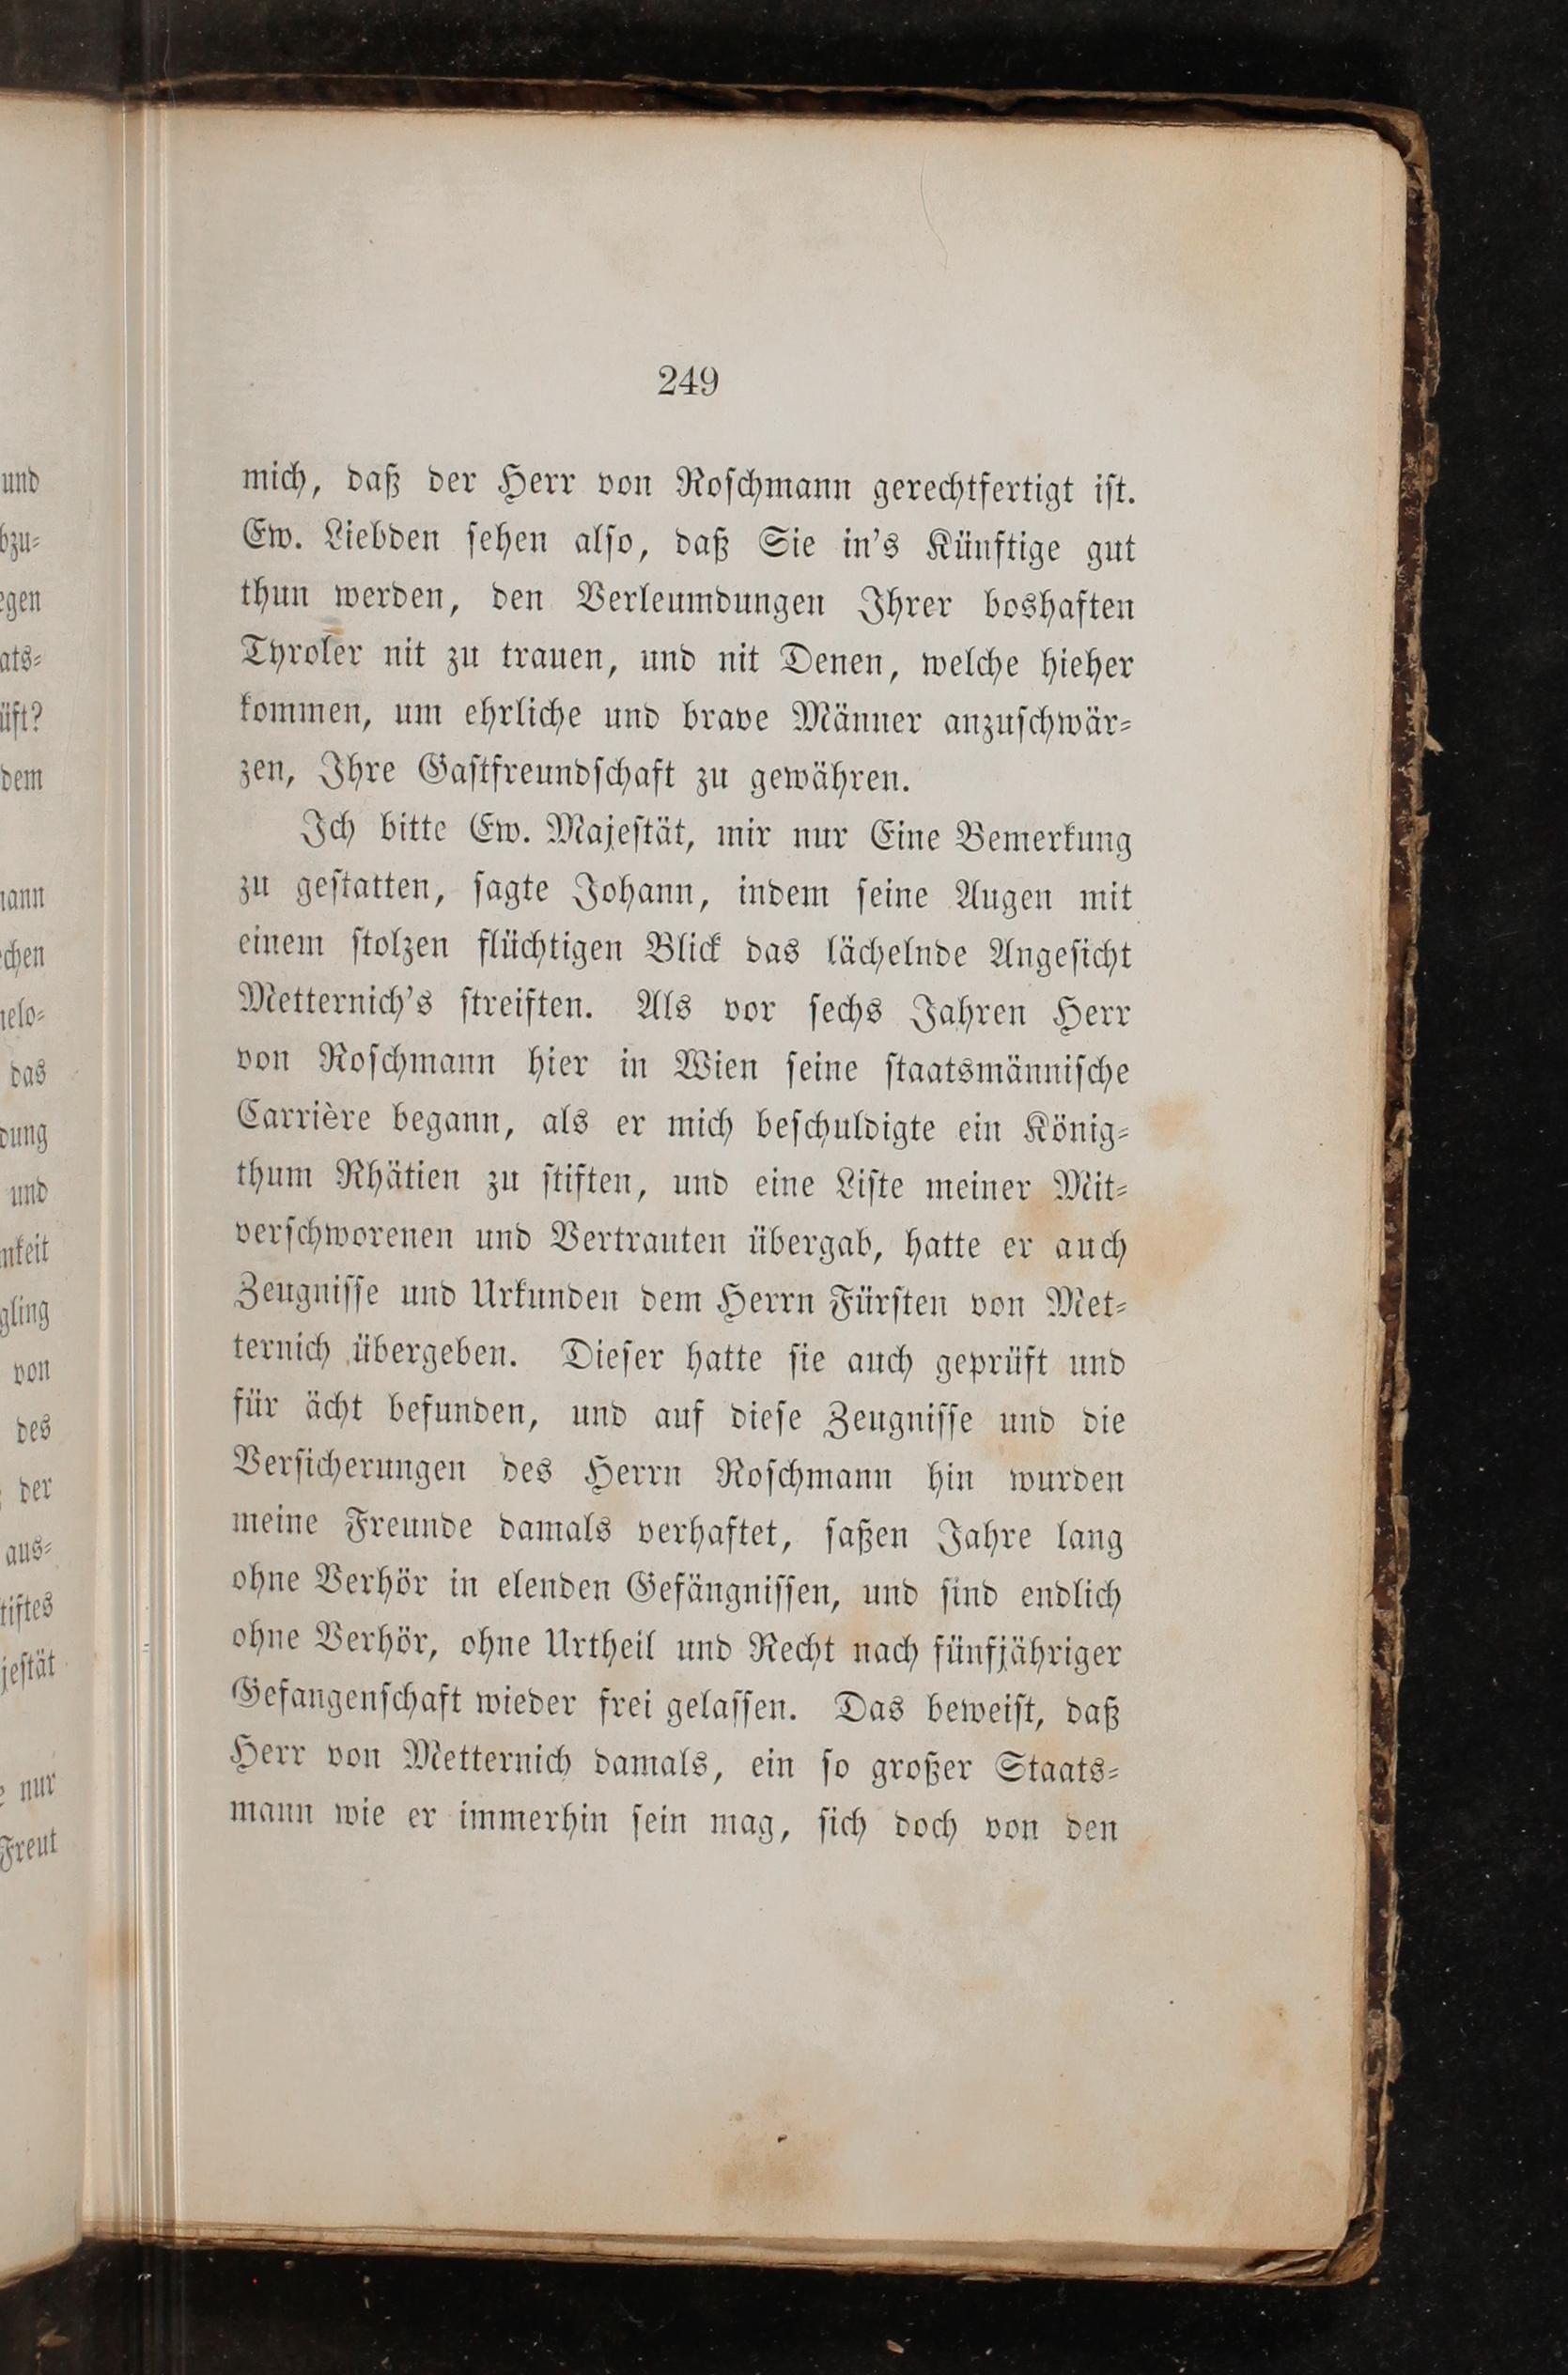 249
mich, daß der Herr von Roschmann gerechtfertigt ist.
Ew. Liebden sehen also, daß Sie in's Künftige gut
thun werden, den Verleumdungen Ihrer boshaften
Tyroler nit zu trauen, und nit Denen, welche hieher
kommen, um ehrliche und brave Männer anzuschwär-
zen, Ihre Gastfreundschaft zu gewähren.
Ich bitte Ew. Majestät, mir nur Eine Bemerkung
zu gestatten, sagte Johann, indem seine Augen mit
einem stolzen flüchtigen Blick das lächelnde Angesicht
Metternich's streiften. Als vor sechs Jahren Herr
von Roschmann hier in Wien seine staatsmännische
Carrière begann, als er mich beschuldigte ein König-
thum Rhätien zu stiften, und eine Liste meiner Mit-
verschworenen und Vertrauten übergab, hatte er auch
Zeugnisse und Urkunden dem Herrn Fürsten von Met-
ternich übergeben. Dieser hatte sie auch geprüft und
für ächt befunden, und auf diese Zeugnisse und die
Versicherungen des Herrn Roschmann hin wurden
meine Freunde damals verhaftet, saßen Jahre lang
ohne Verhör in elenden Gefängnissen, und sind endlich
ohne Verhör, ohne Urtheil und Recht nach fünfjähriger
Gefangenschaft wieder frei gelassen. Das beweist, daß
Herr von Metternich damals, ein so großer Staats-
mann wie er immerhin sein mag, sich doch von den